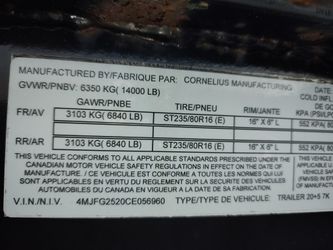 MANUFACTURED BY/FABRIQUE PAR: CORNELIUS MANUFACTURING
DATE
GVWR/PNBV: 6350 KG( 14000 LB)
COLD INFL
DE GO
GAWR/PNBE TIRE/PNEU RIM/JANTE KPA (PSI/LPC
FR/AV 3103 KG( 6840 LB) ST235/80R16 (E) 16" X 6" L 552 KPA( 80
RR/AR 3103 KG( 6840 LB) ST235/80R16 (E) 16" X 6" L 552 KPA( 80
THIS VEHICLE CONFORMS TO ALL APPLICABLE STANDARDS PRESCRIBED UNDER THE
CANADIAN MOTOR VEHICLE SAFETY REGULATIONS IN EFFECT ON THE DATE OF
MANUFACTURE / CE VEHICULE EST CONFORME A TOUTES LES NORMES QUI LUI SONT
APPLICABLES EN VERTU DU REGLEMENT SUR LA SECURITE DES VEHICULES
AUTOMOBILES DU CANADA EN VIGUEUR A LA DATE DE SA FABRICATION
V.I.N./N.I.V. 4MJFG2520CE056960 TYPE/TYPE DE VEHICULE: TRAILER 20+5 7K